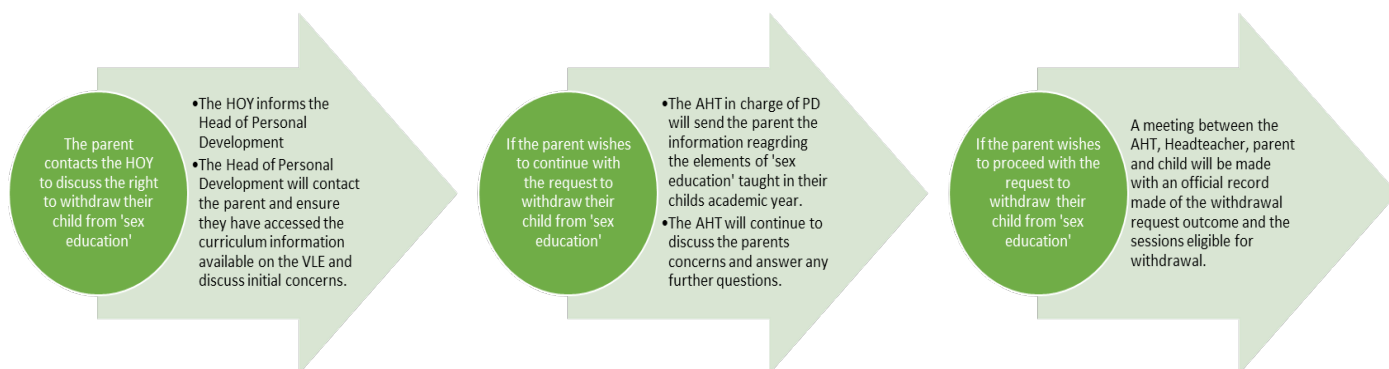 The parent
contacts the HOY
to discuss the right
to withdraw their
child from 'sex
education'
•The HOY informs the
Head of Personal
Development
•The Head of Personal
Development will contact
the parent and ensure
they have accessed the
curriculum information
available on the VLE and
discuss initial concerns.
If the parent wishes
to continue with
the request to
withdraw their
child from 'sex
education'
•The AHT in charge of PD
will send the parent the
information reagrding
the elements of 'sex
education' taught in their
childs academic year.
•The AHT will continue to
discuss the parents
concerns and answer any
further questions.
If the parent wishes
to proceed with the
request to
withdraw their
child from 'sex
education'
A meeting between the
AHT, Headteacher, parent
and child will be made
with an official record
made of the withdrawal
request outcome and the
sessions eligible for
withdrawal.